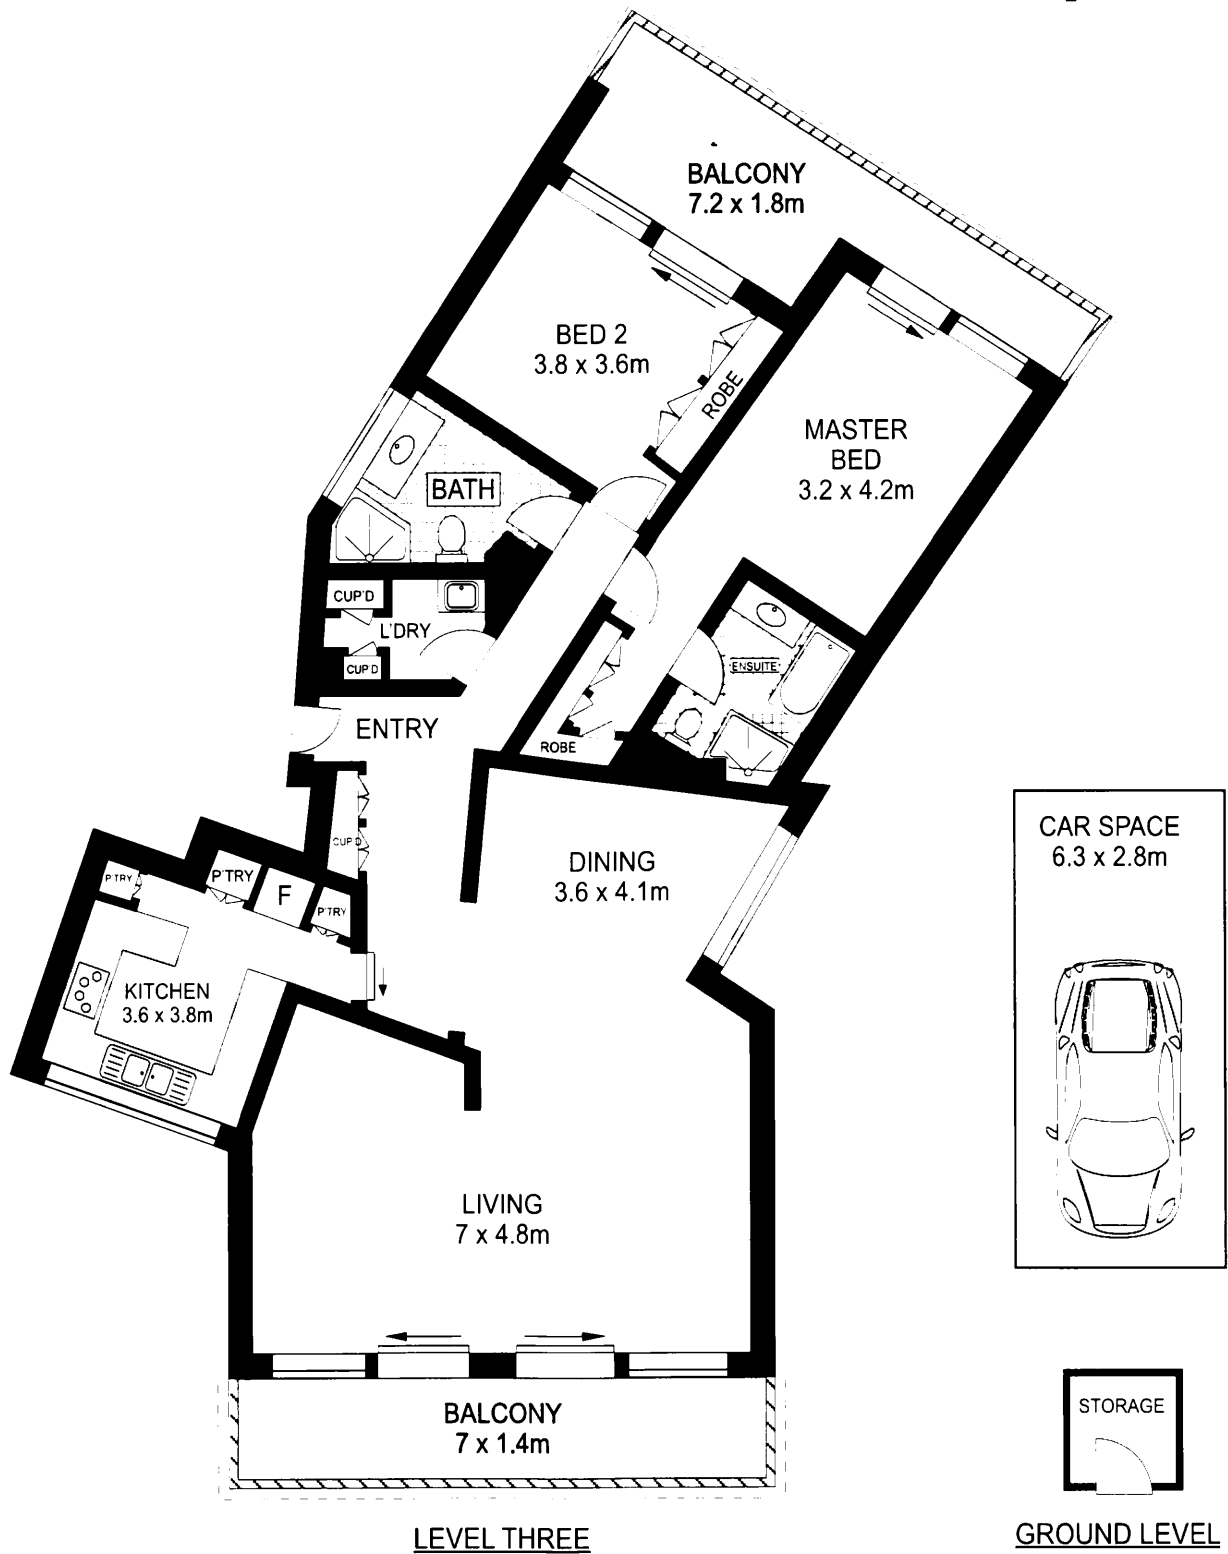 BALCONY
7.2 x 1.8m
BED 2
3.8 x 3.6m
ROBE
MASTER
BED
3.2 x 4.2m
BATH
CUP'D
L'DRY
CUP'D
ENSUITE
ENTRY
ROBE
CUP'D
DINING
3.6 x 4.1m
P'TRY
P'TRY
F
P'TRY
KITCHEN
3.6 x 3.8m
LIVING
7 x 4.8m
BALCONY
7 x 1.4m
LEVEL THREE
CAR SPACE
6.3 x 2.8m
STORAGE
GROUND LEVEL